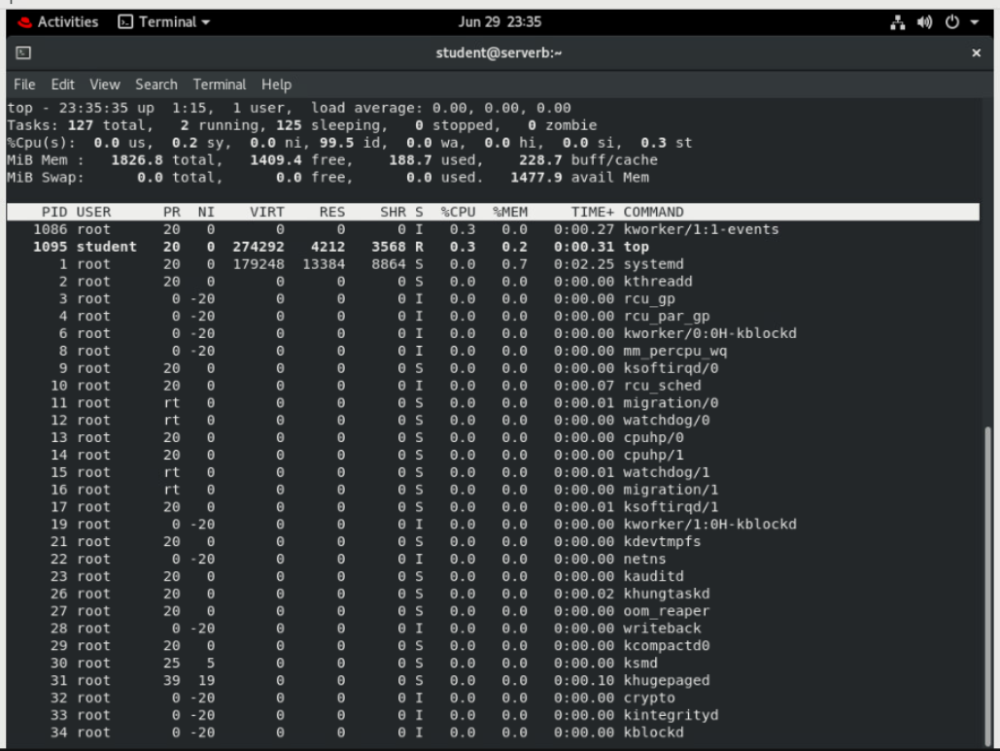 Activities Terminal Jun 29 23:35
student@serverb:~ ×
File Edit View Search Terminal Help
top - 23:35:35 up  1:15,  1 user,  load average: 0.00, 0.00, 0.00
Tasks: 127 total,   2 running, 125 sleeping,   0 stopped,   0 zombie
%Cpu(s):  0.0 us,  0.2 sy,  0.0 ni, 99.5 id,  0.0 wa,  0.0 hi,  0.0 si,  0.3 st
MiB Mem :   1826.8 total,   1409.4 free,    188.7 used,    228.7 buff/cache
MiB Swap:      0.0 total,      0.0 free,      0.0 used.   1477.9 avail Mem
PID USER      PR  NI    VIRT    RES    SHR S  %CPU  %MEM     TIME+ COMMAND
1086 root      20   0       0      0      0 I   0.3   0.0   0:00.27 kworker/1:1-events
1095 student   20   0  274292   4212   3568 R   0.3   0.2   0:00.31 top
1 root      20   0  179248  13384   8864 S   0.0   0.7   0:02.25 systemd
2 root      20   0       0      0      0 S   0.0   0.0   0:00.00 kthreadd
3 root       0 -20       0      0      0 I   0.0   0.0   0:00.00 rcu_gp
4 root       0 -20       0      0      0 I   0.0   0.0   0:00.00 rcu_par_gp
6 root       0 -20       0      0      0 I   0.0   0.0   0:00.00 kworker/0:0H-kblockd
8 root       0 -20       0      0      0 I   0.0   0.0   0:00.00 mm_percpu_wq
9 root      20   0       0      0      0 S   0.0   0.0   0:00.00 ksoftirqd/0
10 root      20   0       0      0      0 I   0.0   0.0   0:00.07 rcu_sched
11 root      rt   0       0      0      0 S   0.0   0.0   0:00.01 migration/0
12 root      rt   0       0      0      0 S   0.0   0.0   0:00.00 watchdog/0
13 root      20   0       0      0      0 S   0.0   0.0   0:00.00 cpuhp/0
14 root      20   0       0      0      0 S   0.0   0.0   0:00.00 cpuhp/1
15 root      rt   0       0      0      0 S   0.0   0.0   0:00.01 watchdog/1
16 root      rt   0       0      0      0 S   0.0   0.0   0:00.00 migration/1
17 root      20   0       0      0      0 S   0.0   0.0   0:00.01 ksoftirqd/1
19 root       0 -20       0      0      0 I   0.0   0.0   0:00.00 kworker/1:0H-kblockd
21 root      20   0       0      0      0 S   0.0   0.0   0:00.00 kdevtmpfs
22 root       0 -20       0      0      0 I   0.0   0.0   0:00.00 netns
23 root      20   0       0      0      0 S   0.0   0.0   0:00.00 kauditd
26 root      20   0       0      0      0 S   0.0   0.0   0:00.02 khungtaskd
27 root      20   0       0      0      0 S   0.0   0.0   0:00.00 oom_reaper
28 root       0 -20       0      0      0 I   0.0   0.0   0:00.00 writeback
29 root      20   0       0      0      0 S   0.0   0.0   0:00.00 kcompactd0
30 root      25   5       0      0      0 S   0.0   0.0   0:00.00 ksmd
31 root      39  19       0      0      0 S   0.0   0.0   0:00.10 khugepaged
32 root       0 -20       0      0      0 I   0.0   0.0   0:00.00 crypto
33 root       0 -20       0      0      0 I   0.0   0.0   0:00.00 kintegrityd
34 root       0 -20       0      0      0 I   0.0   0.0   0:00.00 kblockd